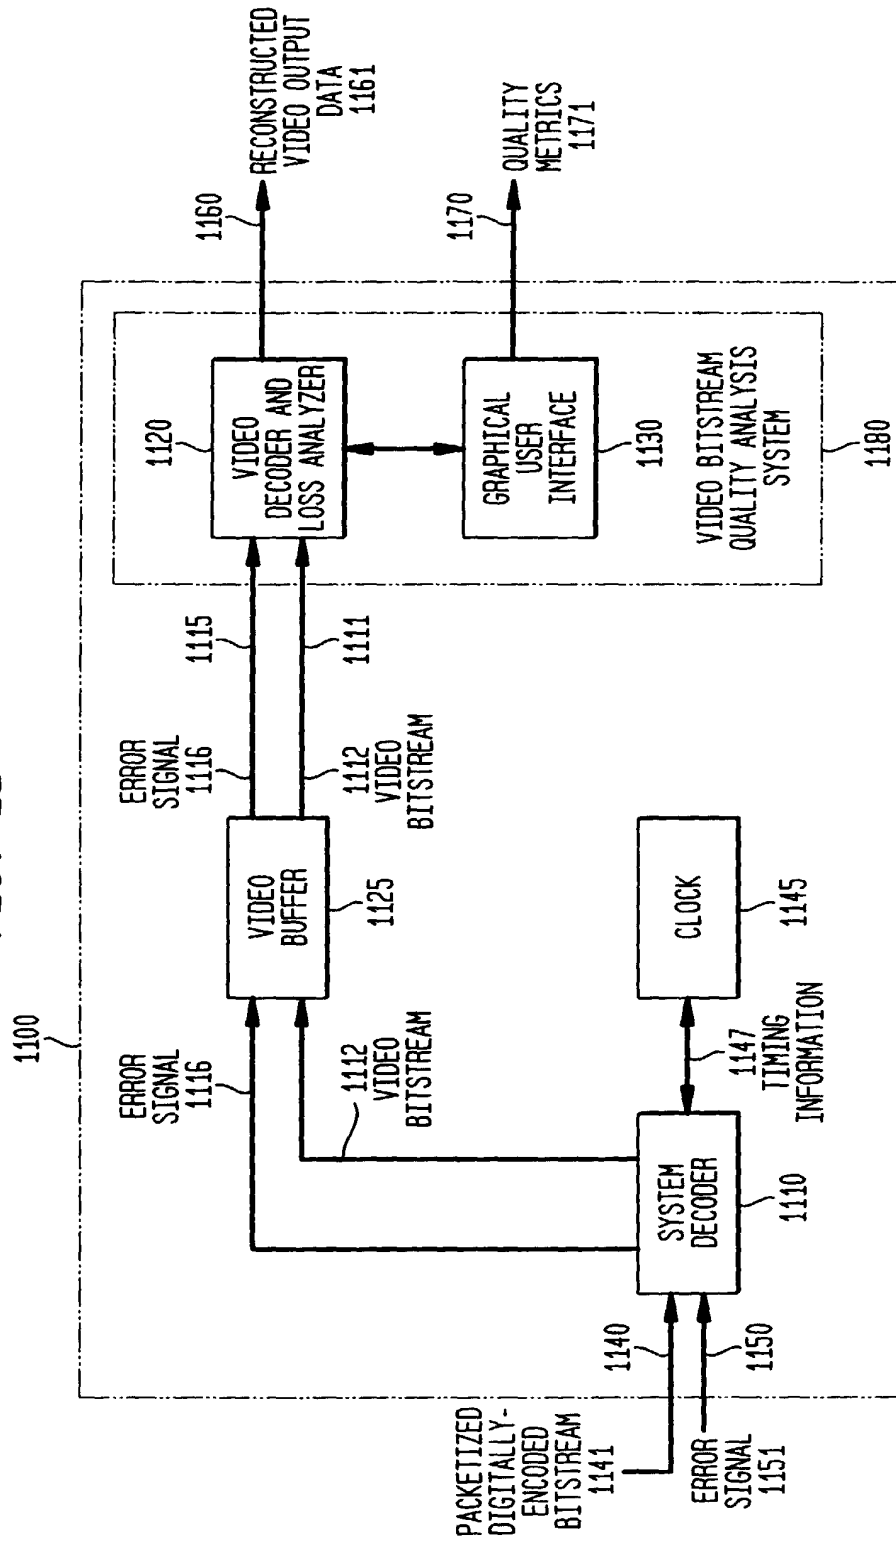 1100
ERROR
SIGNAL
1116
1112
VIDEO
BITSTREAM
VIDEO
BUFFER
1125
ERROR
SIGNAL
1116
1112
VIDEO
BITSTREAM
1115
1111
1120
VIDEO
DECODER AND
LOSS ANALYZER
GRAPHICAL
USER
INTERFACE
1130
VIDEO BITSTREAM
QUALITY ANALYSIS
SYSTEM
1180
1160
RECONSTRUCTED
VIDEO OUTPUT
DATA
1161
1170
QUALITY
METRICS
1171
PACKETIZED
DIGITALLY-
ENCODED
BITSTREAM
1141
ERROR
SIGNAL
1151
1140
1150
SYSTEM
DECODER
1110
1147
TIMING
INFORMATION
CLOCK
1145